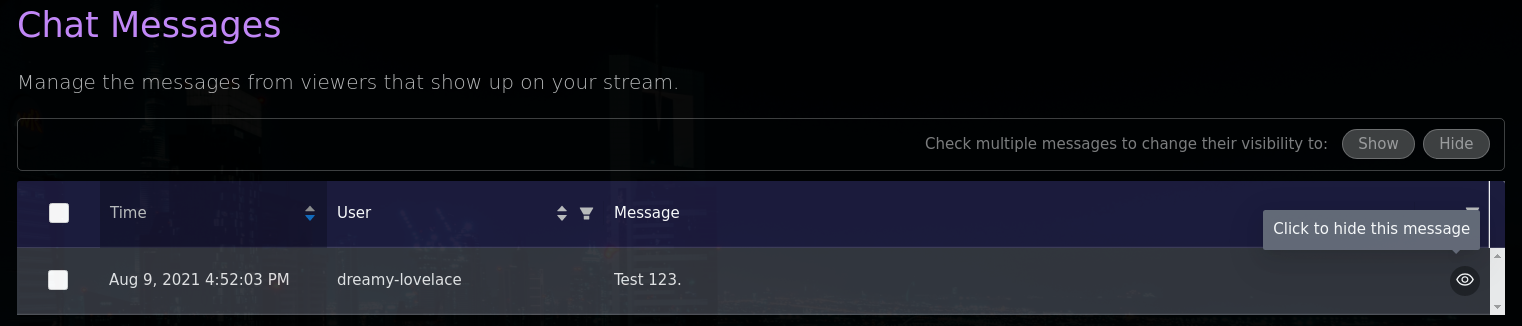 Chat Messages
Manage the messages from viewers that show up on your stream.
Check multiple messages to change their visibility to: Show Hide
Time User Message
Click to hide this message
Aug 9, 2021 4:52:03 PM dreamy-lovelace Test 123.